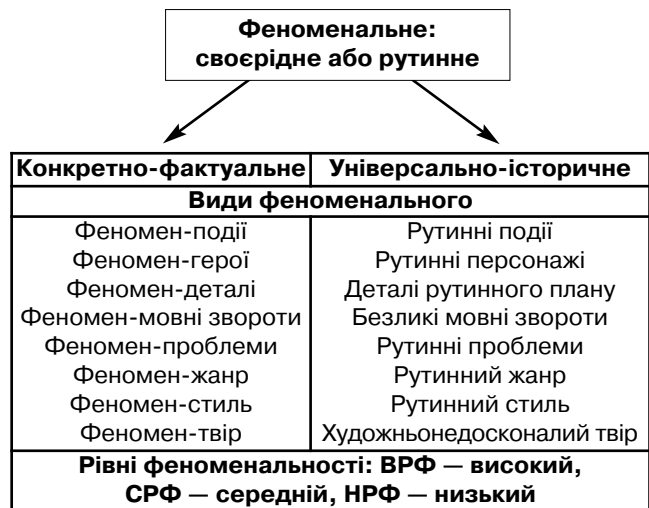 Феноменальне:
своєрідне або рутинне
Конкретно-фактуальне Універсально-історичне
Види феноменального
Феномен-події Рутинні події
Феномен-герої Рутинні персонажі
Феномен-деталі Деталі рутинного плану
Феномен-мовні звороти Безликі мовні звороти
Феномен-проблеми Рутинні проблеми
Феномен-жанр Рутинний жанр
Феномен-стиль Рутинний стиль
Феномен-твір Художньонедосконалий твір
Рівні феноменальності: ВРФ — високий,
СРФ — середній, НРФ — низький